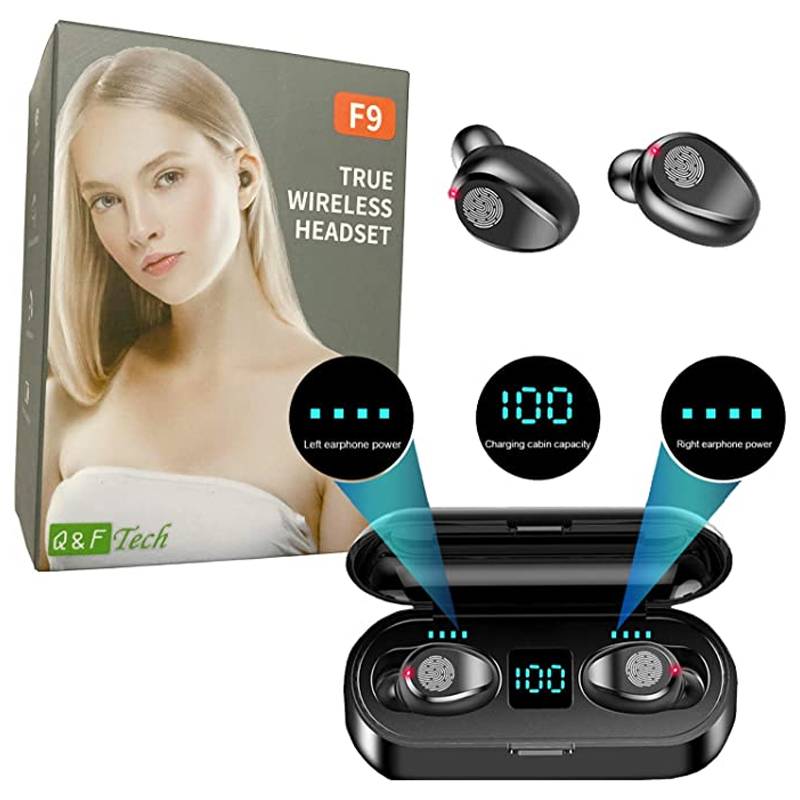 F9
TRUE
WIRELESS
HEADSET
Q & F Tech
Left earphone power
100
Charging cabin capacity
Right earphone power
100